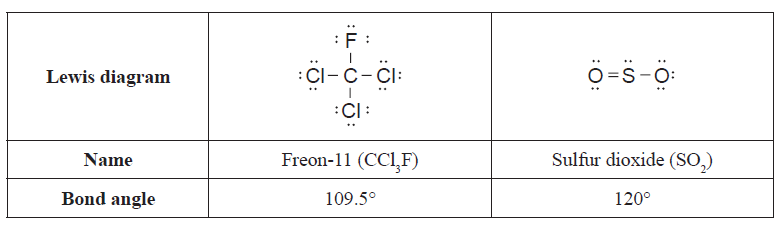 Lewis diagram
F
Cl – C – Cl
Cl
O = S – O
Name
Freon-11 (CCl₃F)
Sulfur dioxide (SO₂)
Bond angle
109.5°
120°